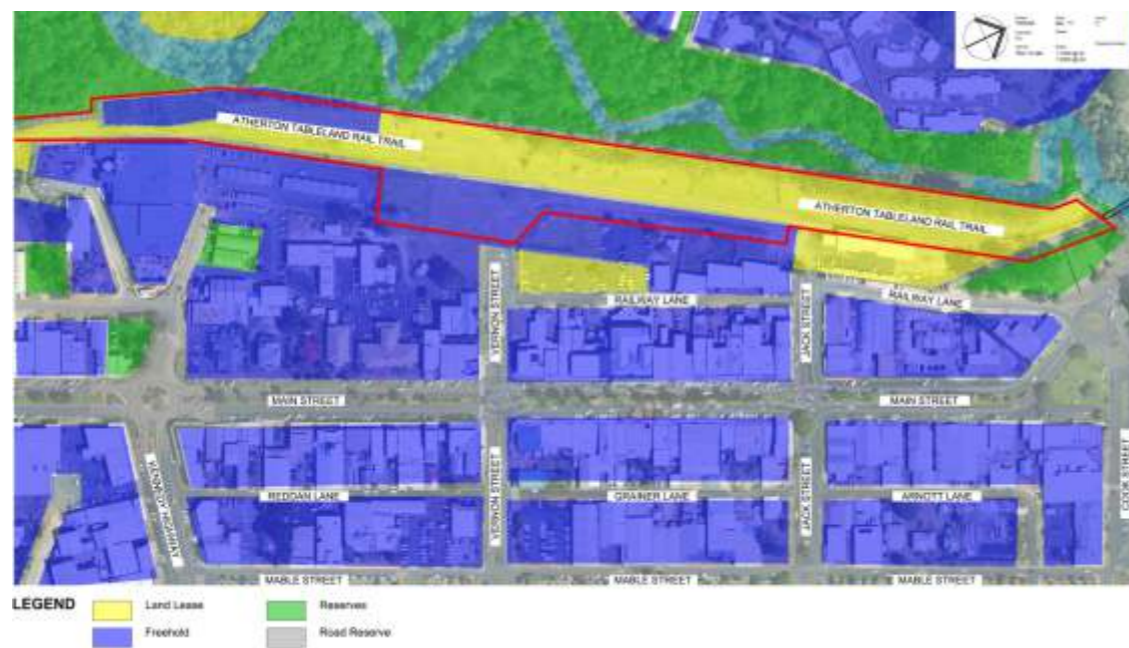 ATHERTON TABLELAND RAIL TRAIL
ATHERTON TABLELAND RAIL TRAIL
RAILWAY LANE
RAILWAY LANE
VERNON STREET
JACK STREET
MAIN STREET
MAIN STREET
KENNEDY HIGHWAY
VERNON STREET
JACK STREET
COOK STREET
REDDAN LANE
GRAINER LANE
ARNOTT LANE
MABLE STREET
MABLE STREET
MABLE STREET
LEGEND
Land Lease
Reserves
Freehold
Road Reserve